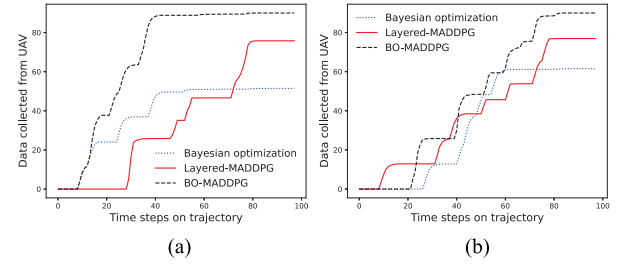 Data collected from UAV
80
60
40
20
0
Bayesian optimization
Layered-MADDPG
BO-MADDPG
0 20 40 60 80 100
Time steps on trajectory
(a)
Data collected from UAV
80
60
40
20
0
Bayesian optimization
Layered-MADDPG
BO-MADDPG
0 20 40 60 80 100
Time steps on trajectory
(b)